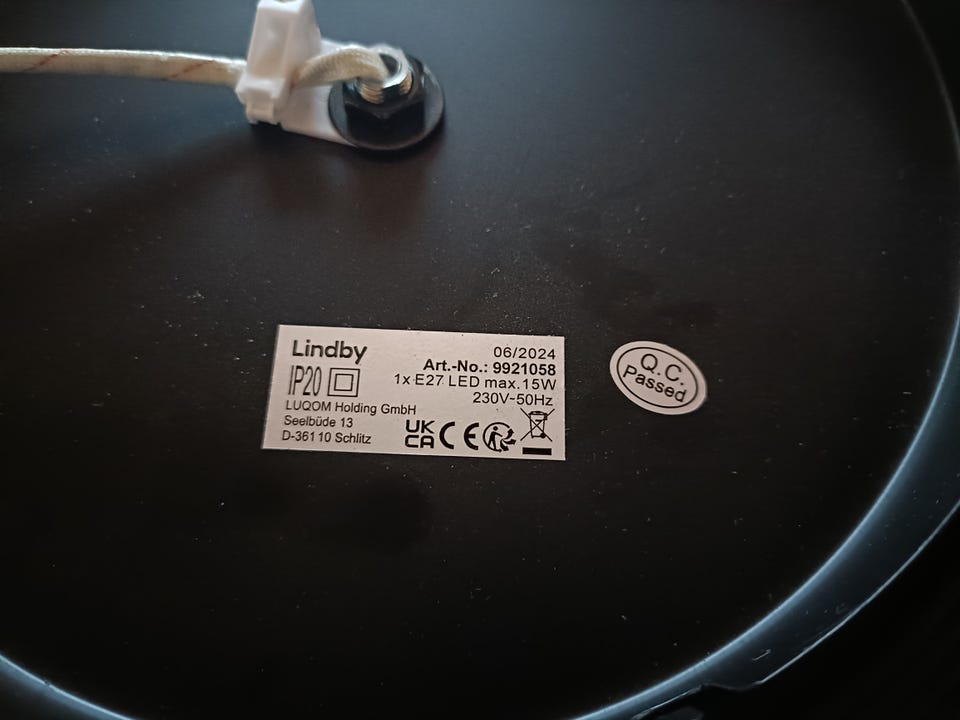 Lindby
06/2024
Art.-No.: 9921058
IP20
1x E27 LED max.15W
230V~50Hz
LUQOM Holding GmbH
Seelbüde 13
D-36110 Schlitz
UK
CA CE
Q.C.
Passed